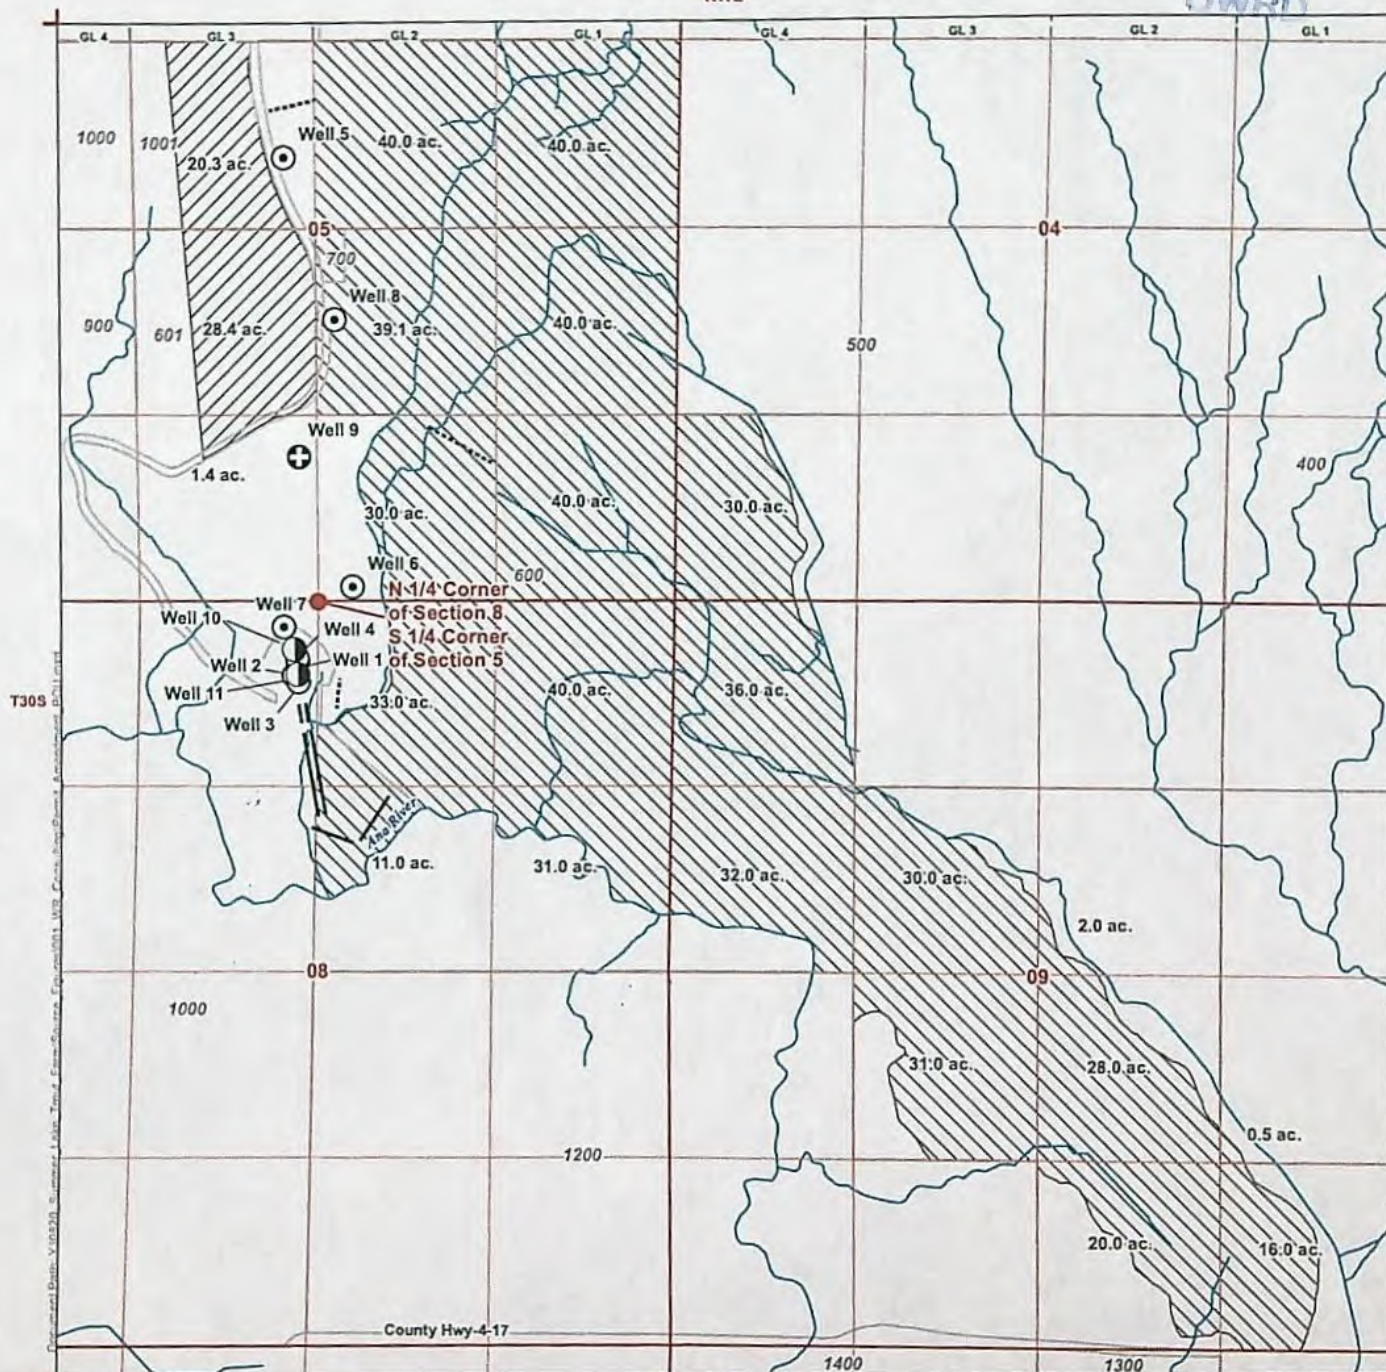 OWRD
GL 4 GL 3 GL 2 GL 1 GL 4 GL 3 GL 2 GL 1
Well 5
1000 1001 20.3 ac. 40.0 ac. 40.0 ac.
05 04
700
Well 8
900 601 28.4 ac. 39.1 ac. 40.0 ac.
500
Well 9
1.4 ac. 400
30.0 ac. 40.0 ac. 30.0 ac.
Well 6
600
N 1/4 Corner
of Section 8
Well 7
Well 10 Well 4
S 1/4 Corner
of Section 5
Well 2 Well 1
Well 11
T30S
33.0 ac. 40.0 ac. 36.0 ac.
Well 3
Ana River
11.0 ac. 31.0 ac. 32.0 ac. 30.0 ac.
2.0 ac.
08 09
1000
31.0 ac. 28.0 ac.
0.5 ac.
1200
20.0 ac. 16.0 ac.
County Hwy-4-17
1400 1300